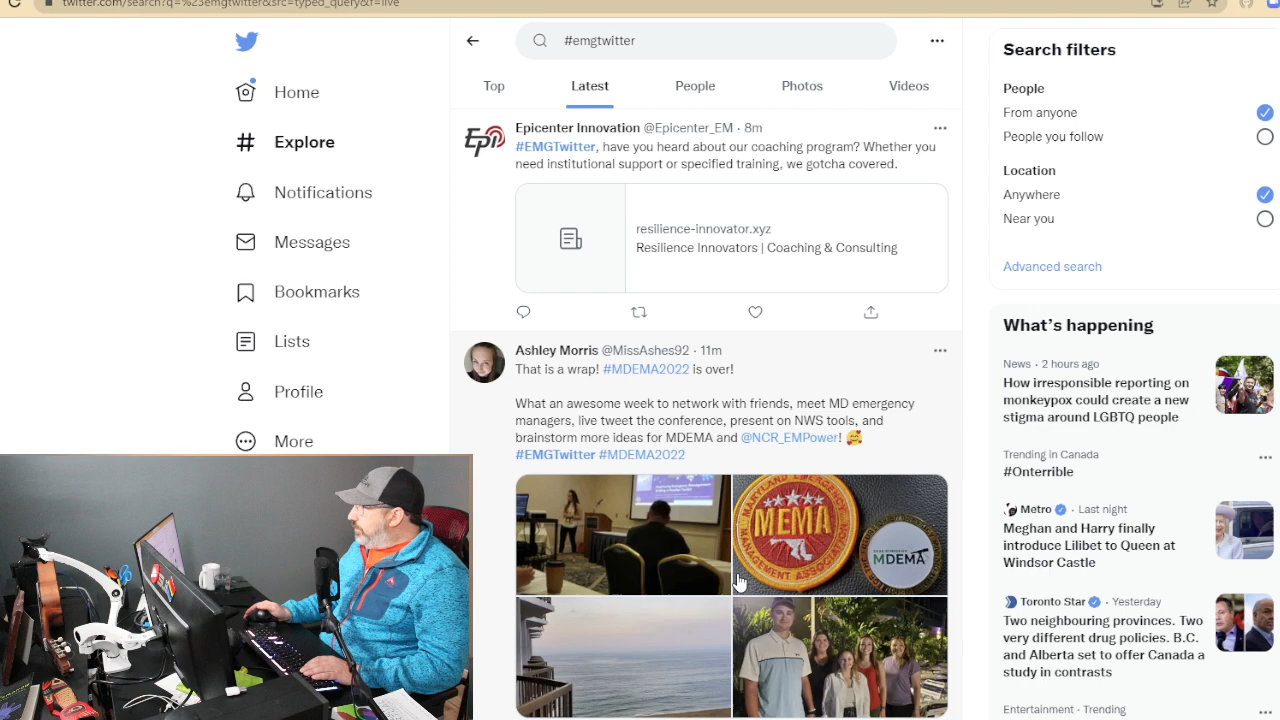 twitter.com/search?q=%23emgtwitter&src=typed_query&f=live
#emgtwitter
Home
Explore
Notifications
Messages
Bookmarks
Lists
Profile
More
Top Latest People Photos Videos
Epicenter Innovation @Epicenter_EM · 8m
#EMGTwitter, have you heard about our coaching program? Whether you
need institutional support or specified training, we gotcha covered.
resilience-innovator.xyz
Resilience Innovators | Coaching & Consulting
Ashley Morris @MissAshes92 · 11m
That is a wrap! #MDEMA2022 is over!
What an awesome week to network with friends, meet MD emergency
managers, live tweet the conference, present on NWS tools, and
brainstorm more ideas for MDEMA and @NCR_EMPower! 🥰
#EMGTwitter #MDEMA2022
MEMA
MDEMA
Search filters
People
From anyone
People you follow
Location
Anywhere
Near you
Advanced search
What's happening
News · 2 hours ago
How irresponsible reporting on
monkeypox could create a new
stigma around LGBTQ people
Trending in Canada
#Onterrible
Metro · Last night
Meghan and Harry finally
introduce Lilibet to Queen at
Windsor Castle
Toronto Star · Yesterday
Two neighbouring provinces. Two
very different drug policies. B.C.
and Alberta set to offer Canada a
study in contrasts
Entertainment · Trending